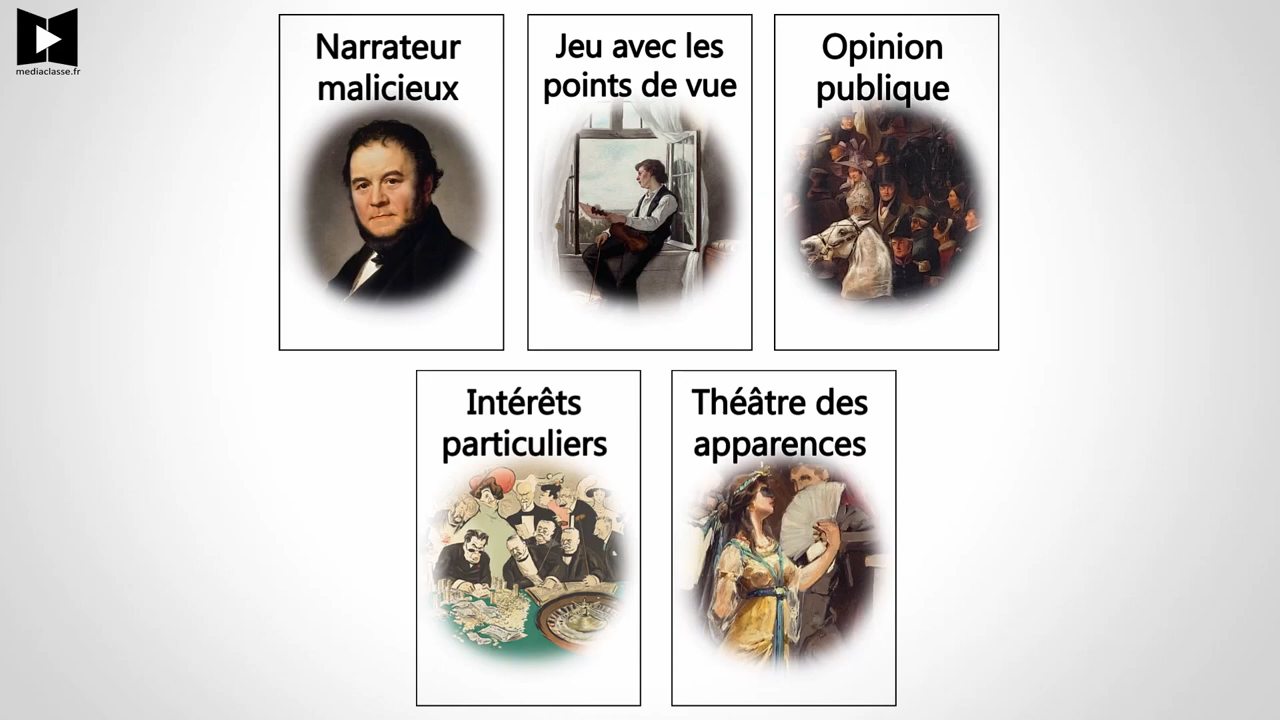 mediaclasse.fr
Narrateur
malicieux
Jeu avec les
points de vue
Opinion
publique
Intérêts
particuliers
Théâtre des
apparences